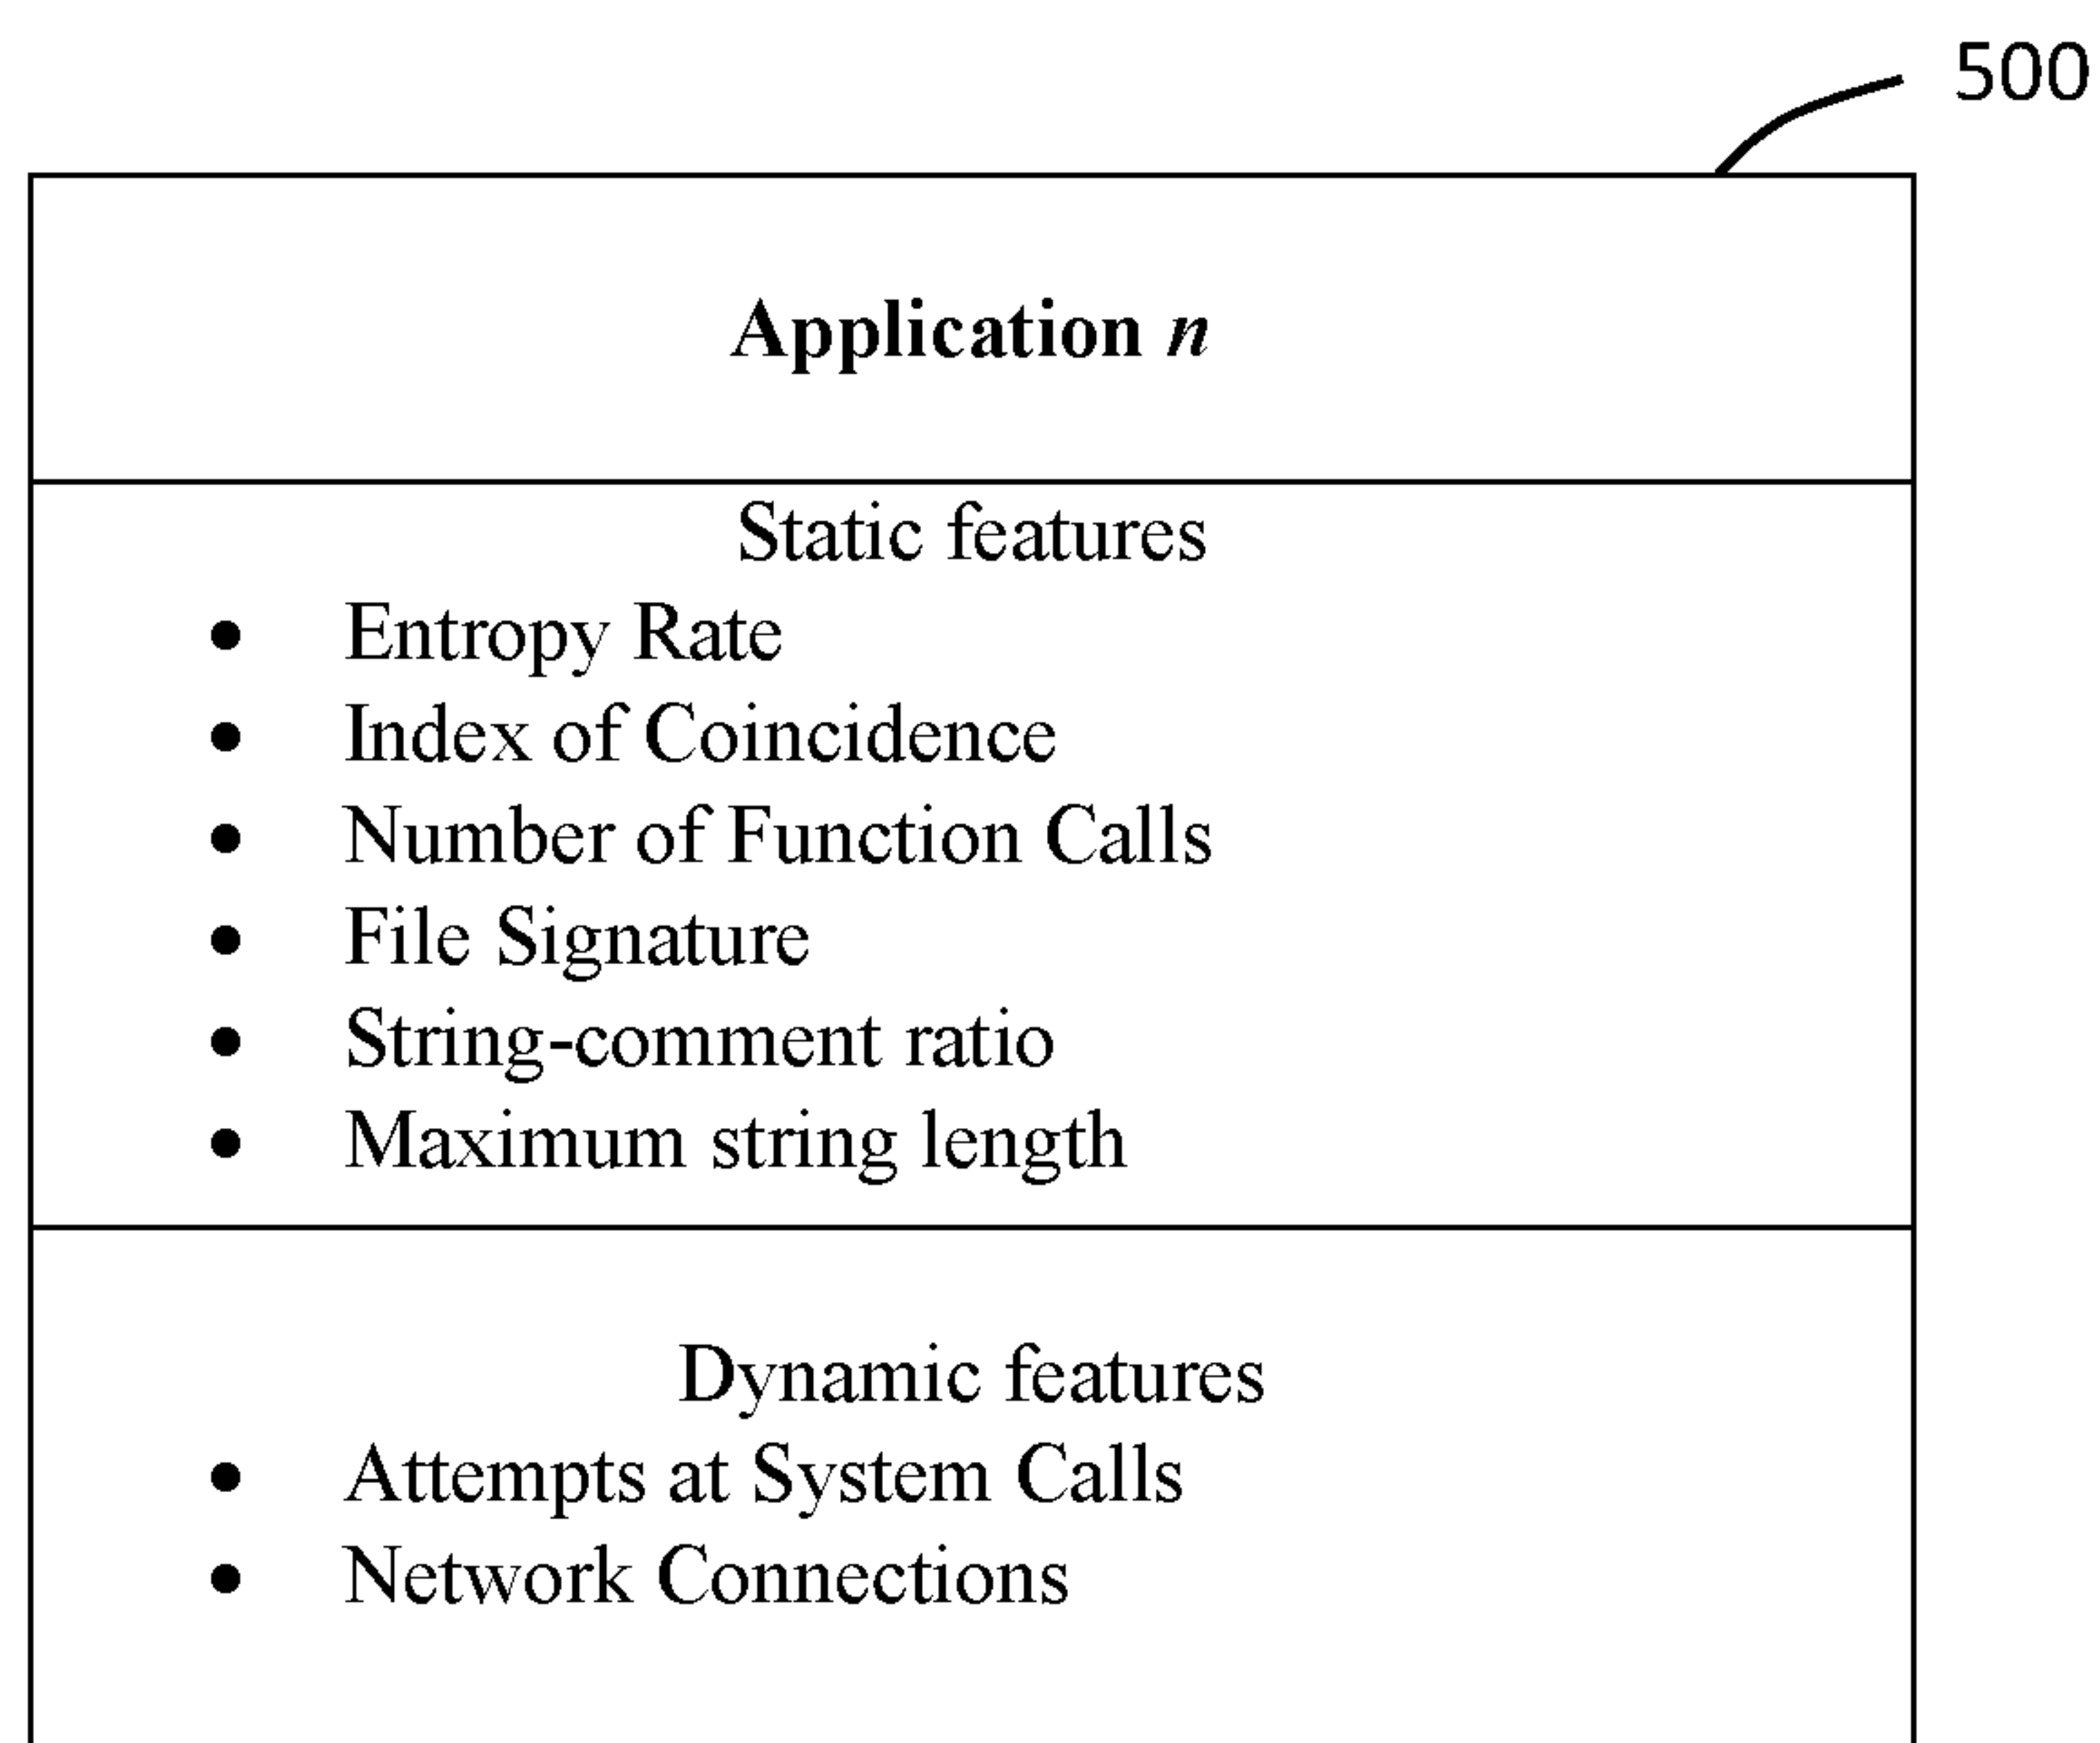 500
Application n
Static features
• Entropy Rate
• Index of Coincidence
• Number of Function Calls
• File Signature
• String-comment ratio
• Maximum string length
Dynamic features
• Attempts at System Calls
• Network Connections